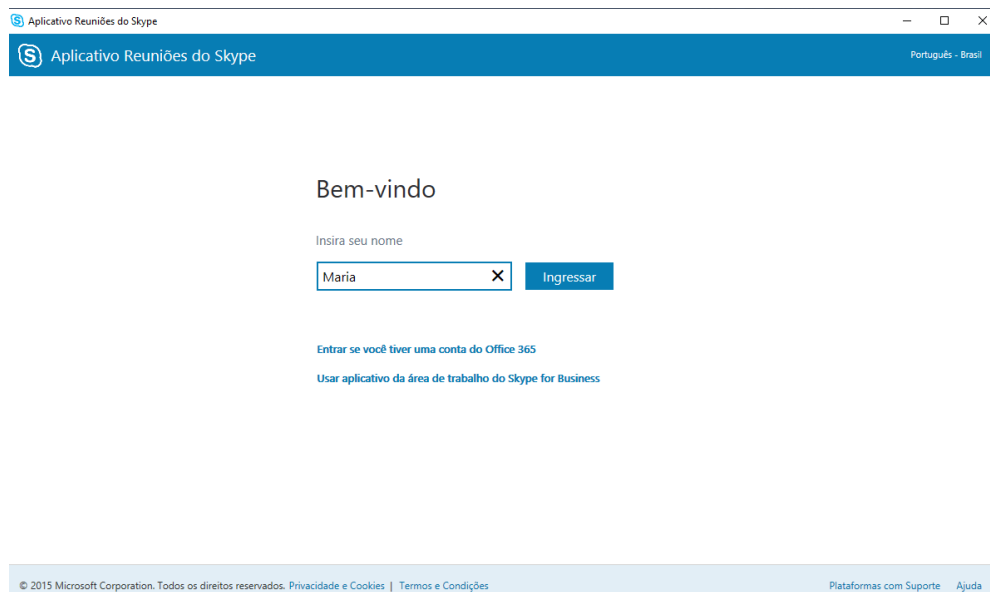 Aplicativo Reuniões do Skype
Aplicativo Reuniões do Skype
Português - Brasil
Bem-vindo
Insira seu nome
Maria
Ingressar
Entrar se você tiver uma conta do Office 365
Usar aplicativo da área de trabalho do Skype for Business
© 2015 Microsoft Corporation. Todos os direitos reservados. Privacidade e Cookies | Termos e Condições
Plataformas com Suporte Ajuda